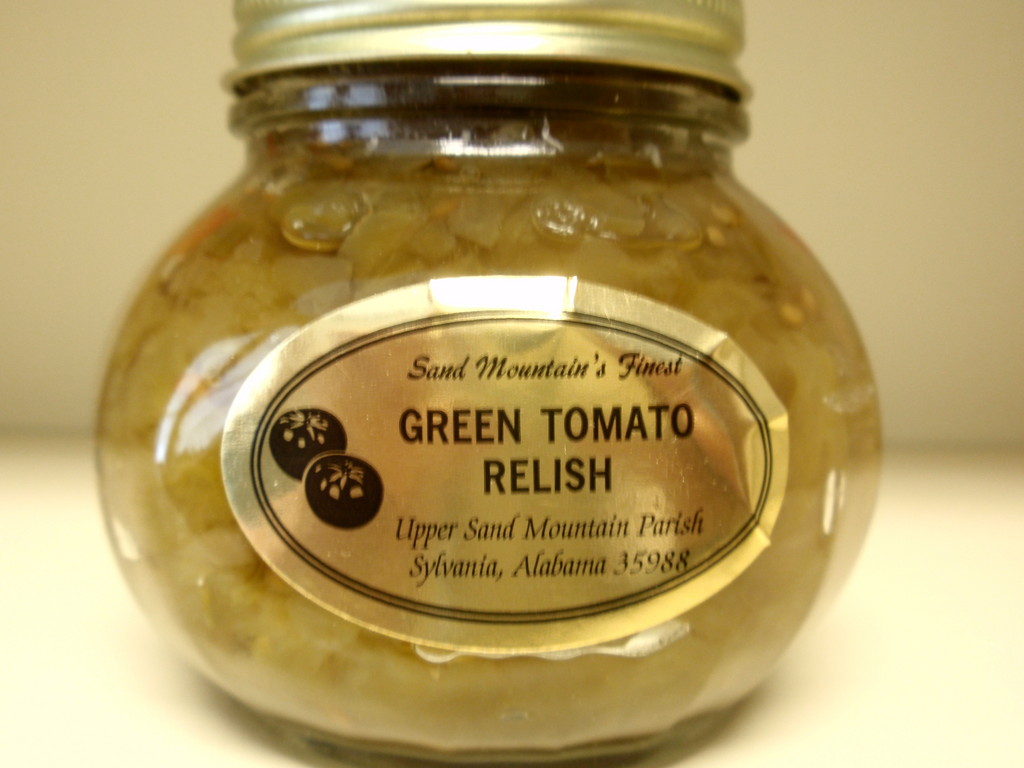 Sand Mountain's Finest
GREEN TOMATO
RELISH
Upper Sand Mountain Parish
Sylvania, Alabama 35988